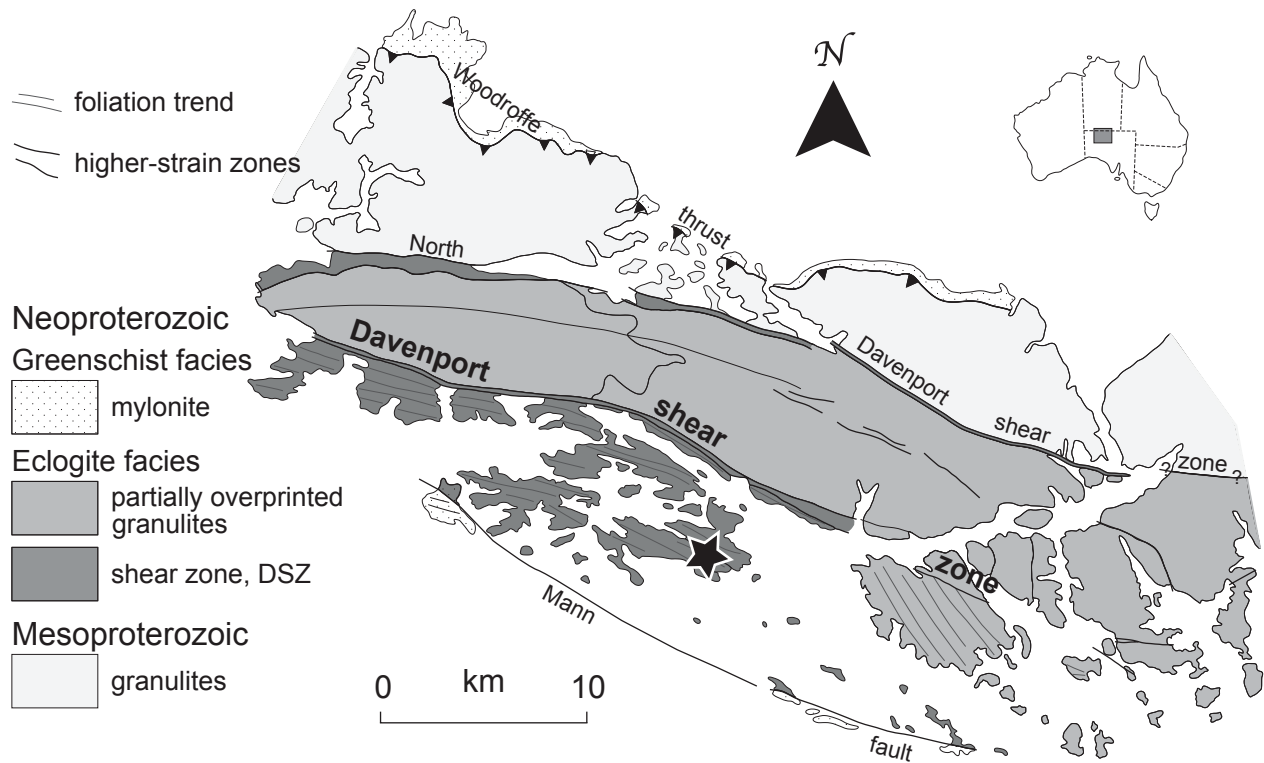 N
foliation trend
higher-strain zones
Woodroffe
thrust
North
Davenport
shear
zone
?
?
Davenport
shear
zone
Mann
fault
Neoproterozoic
Greenschist facies
mylonite
Eclogite facies
partially overprinted
granulites
shear zone, DSZ
Mesoproterozoic
granulites
0 km 10